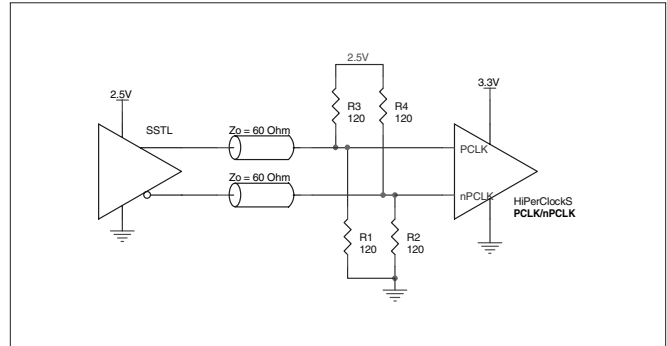 2.5V
3.3V
2.5V
R3
120
R4
120
SSTL
Zo = 60 Ohm
PCLK
Zo = 60 Ohm
nPCLK
HiPerClockS
PCLK/nPCLK
R1
120
R2
120